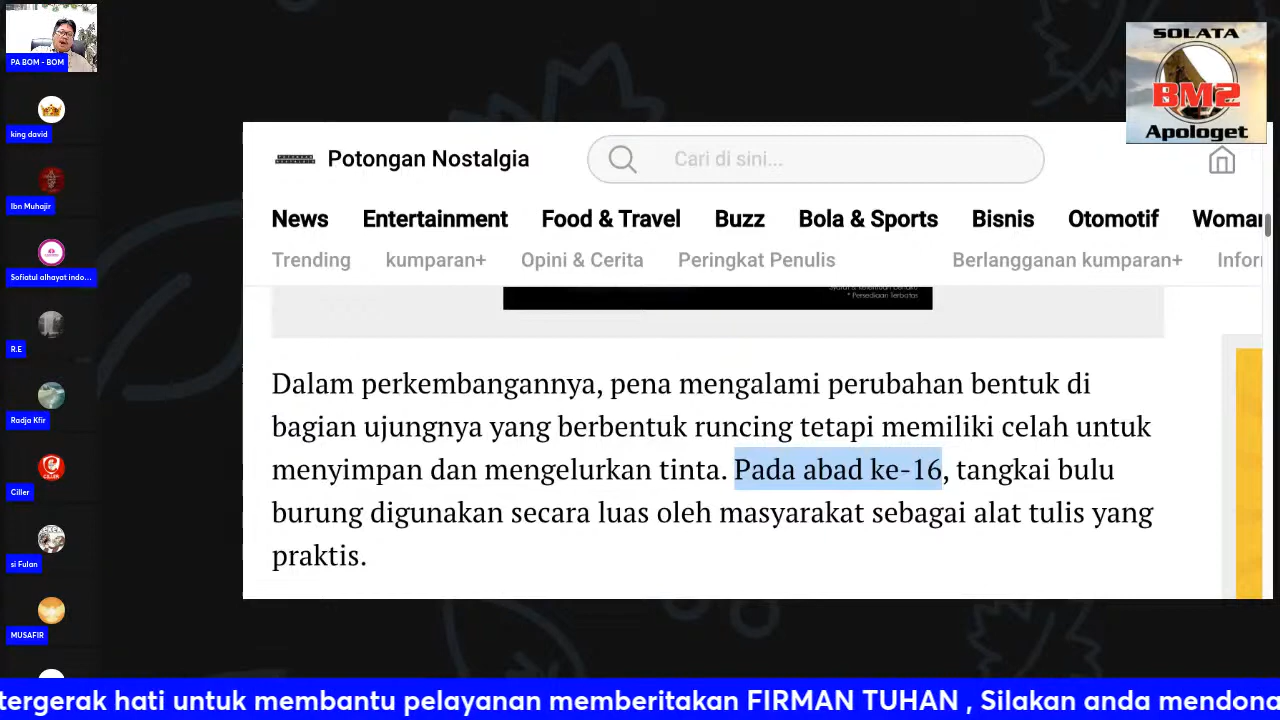 PA BOM - BOM
king david
Ibn Muhajir
Sofiatul alhayat indo...
R.E
Radja Kfir
Ciller
si Fulan
MUSAFIR
SOLATA
BM2
Apologet
Potongan Nostalgia
Cari di sini...
News Entertainment Food & Travel Buzz Bola & Sports Bisnis Otomotif Woman
Trending kumparan+ Opini & Cerita Peringkat Penulis Berlangganan kumparan+ Infor
* Persediaan Terbatas
Dalam perkembangannya, pena mengalami perubahan bentuk di
bagian ujungnya yang berbentuk runcing tetapi memiliki celah untuk
menyimpan dan mengelurkan tinta. Pada abad ke-16, tangkai bulu
burung digunakan secara luas oleh masyarakat sebagai alat tulis yang
praktis.
tergerak hati untuk membantu pelayanan memberitakan FIRMAN TUHAN , Silakan anda mendona